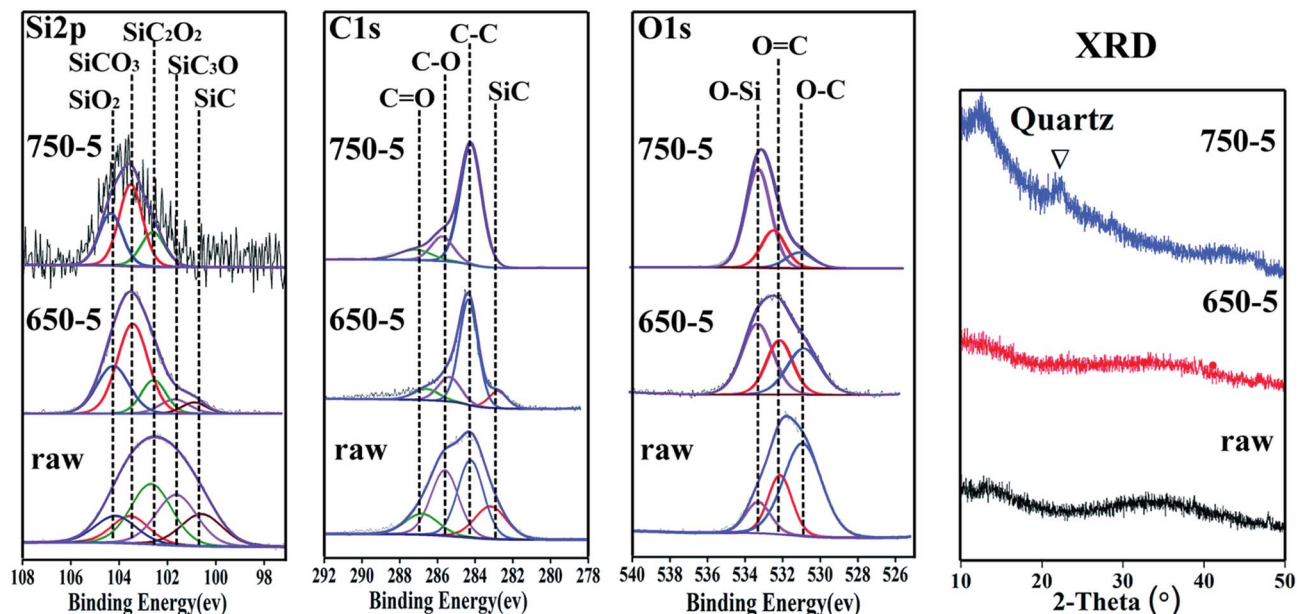 Si2p
SiC₂O₂
SiCO₃
SiC₃O
SiO₂
SiC
750-5
650-5
raw
108 106 104 102 100 98
Binding Energy(ev)
C1s
C-C
C-O
C=O
SiC
750-5
650-5
raw
292 290 288 286 284 282 280 278
Binding Energy(ev)
O1s
O=C
O-Si
O-C
750-5
650-5
raw
540 538 536 534 532 530 528 526
Binding Energy(ev)
XRD
Quartz
▽
750-5
650-5
raw
10 20 30 40 50
2-Theta (°)